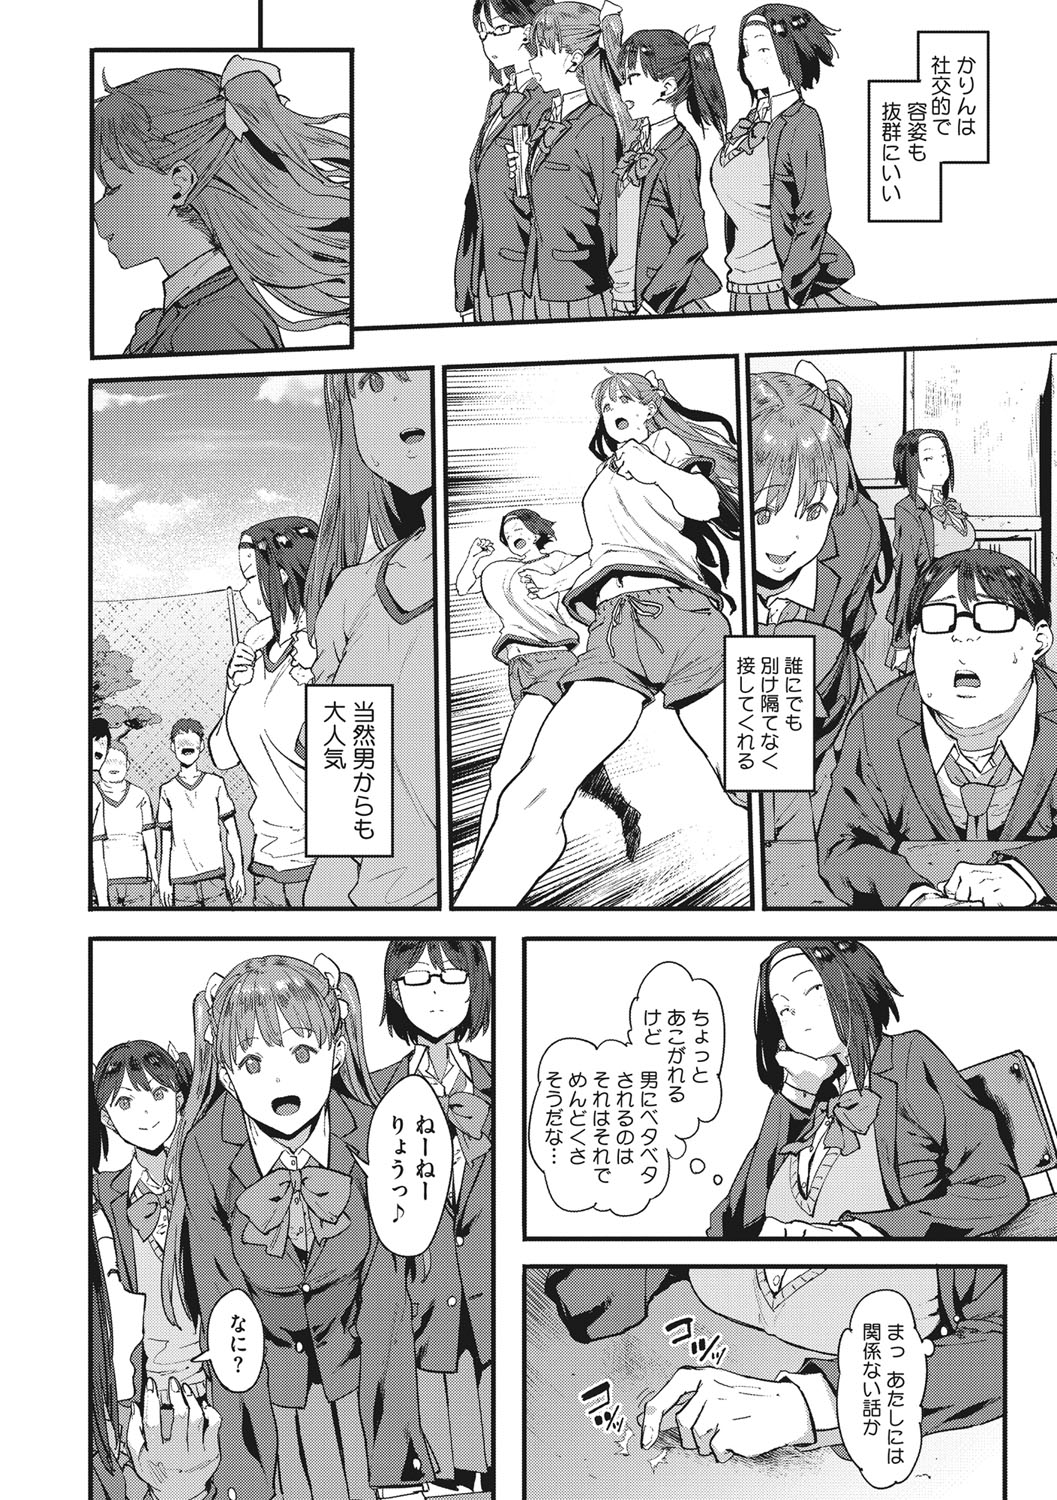 かりんは
社交的で
容姿も
抜群にいい
誰にでも
別け隔てなく
接してくれる
当然男からも
大人気
ちょっと
あこがれる
けど
男にベタベタ
されるのは
それはそれで
めんどくさ
そうだな…
まっ あたしには
関係ない話か
コッ
コッ
ねーねー
りょうっ♪
なに?